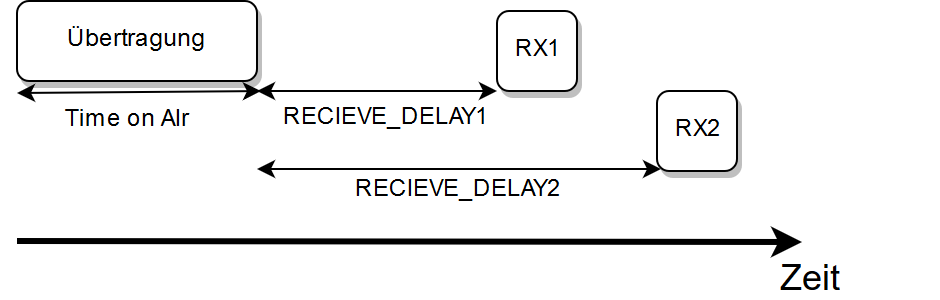 Übertragung
RX1
Time on AIr
RECIEVE_DELAY1
RX2
RECIEVE_DELAY2
Zeit